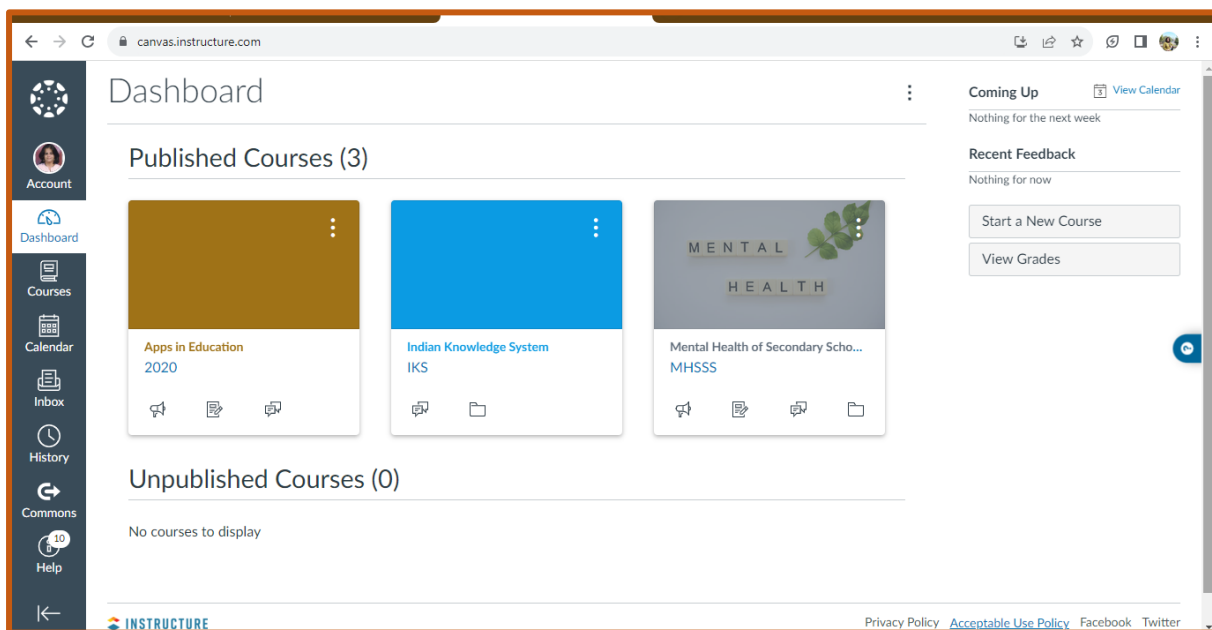 canvas.instructure.com
Account
Dashboard
Courses
Calendar
Inbox
History
Commons
10
Help
Dashboard
Published Courses (3)
MENTAL
HEALTH
Apps in Education
2020
Indian Knowledge System
IKS
Mental Health of Secondary Scho...
MHSSS
Unpublished Courses (0)
No courses to display
Coming Up
3
View Calendar
Nothing for the next week
Recent Feedback
Nothing for now
Start a New Course
View Grades
INSTRUCTURE
Privacy Policy Acceptable Use Policy Facebook Twitter